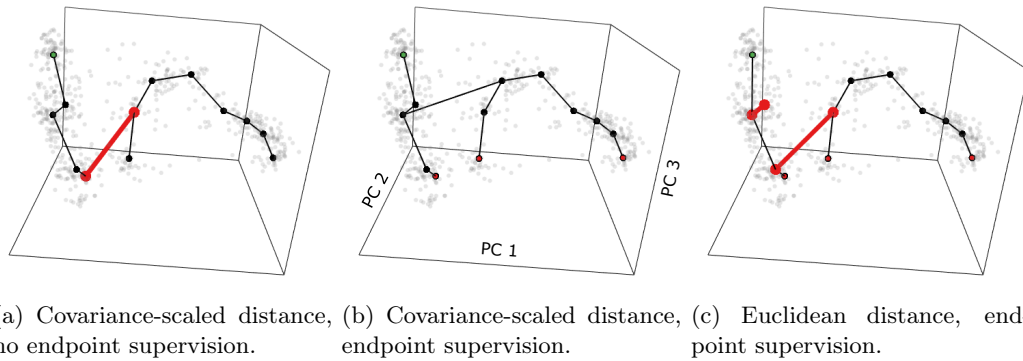 PC 2
PC 1
PC 3
a) Covariance-scaled distance,
no endpoint supervision.
(b) Covariance-scaled distance,
endpoint supervision.
(c) Euclidean distance, end
point supervision.